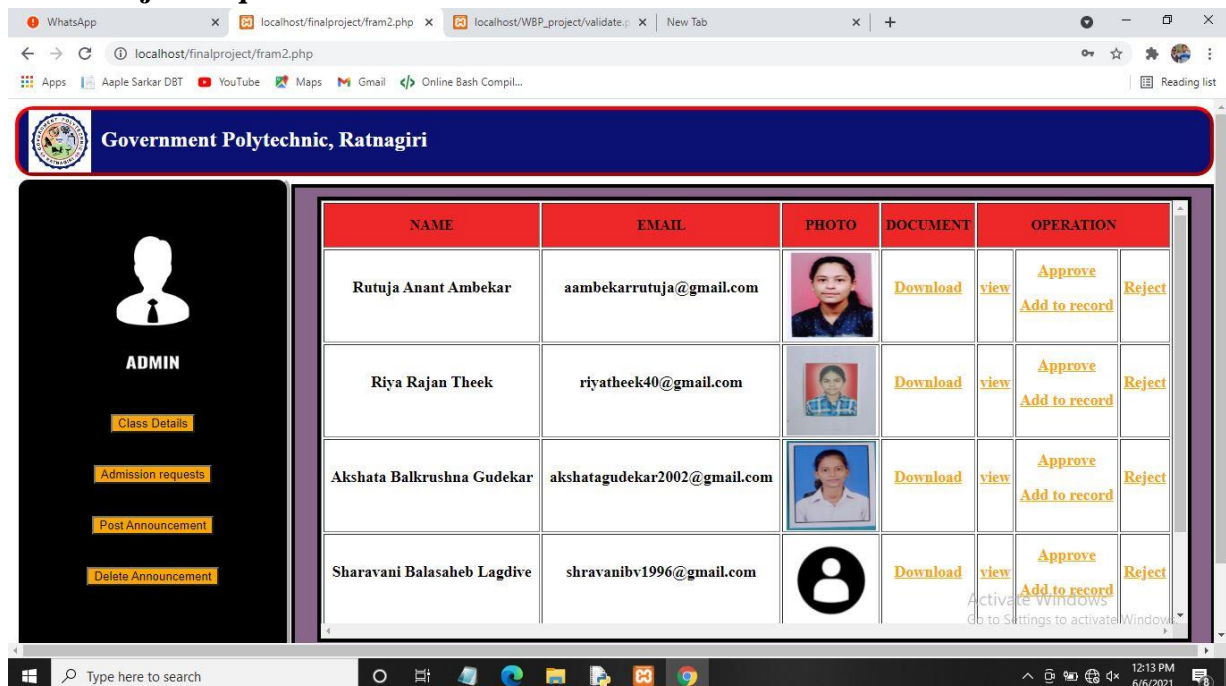 WhatsApp
localhost/finalproject/fram2.php
localhost/WBP_project/validate.p
New Tab
localhost/finalproject/fram2.php
Apps
Aaple Sarkar DBT
YouTube
Maps
Gmail
Online Bash Compil...
Reading list
Government Polytechnic, Ratnagiri
ADMIN
Class Details
Admission requests
Post Announcement
Delete Announcement
NAME EMAIL PHOTO DOCUMENT OPERATION
Rutuja Anant Ambekar aambekarrutuja@gmail.com Download view Approve Add to record Reject
Riya Rajan Theek riyatheek40@gmail.com Download view Approve Add to record Reject
Akshata Balkrushna Gudekar akshatagudekar2002@gmail.com Download view Approve Add to record Reject
Sharavani Balasaheb Lagdive shravanibv1996@gmail.com Download view Approve Add to record Reject
Activate Windows
Go to Settings to activate Windows.
Type here to search
12:13 PM
6/6/2021